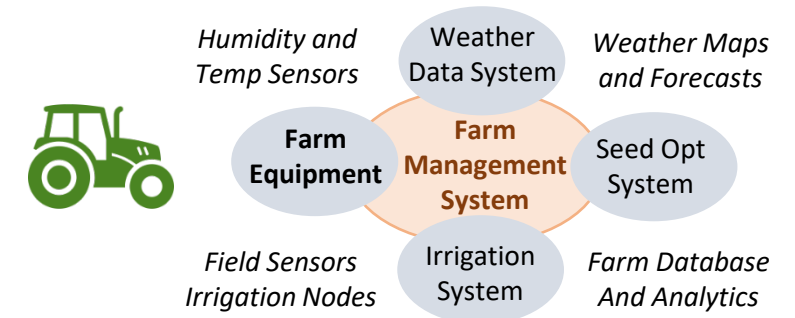 Humidity and
Temp Sensors
Weather
Data System
Weather Maps
and Forecasts
Farm
Equipment
Farm
Management
System
Seed Opt
System
Field Sensors
Irrigation Nodes
Irrigation
System
Farm Database
And Analytics